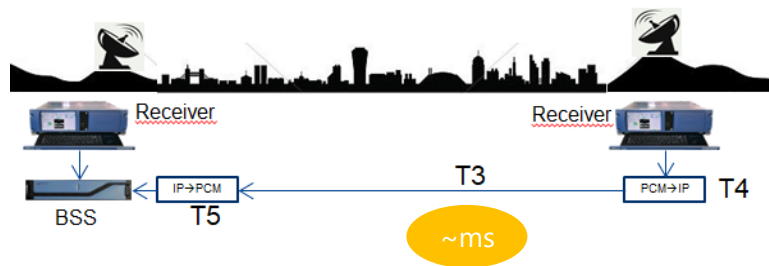 Receiver
Receiver
T3
IP→PCM
PCM→IP
T4
BSS
T5
~ms